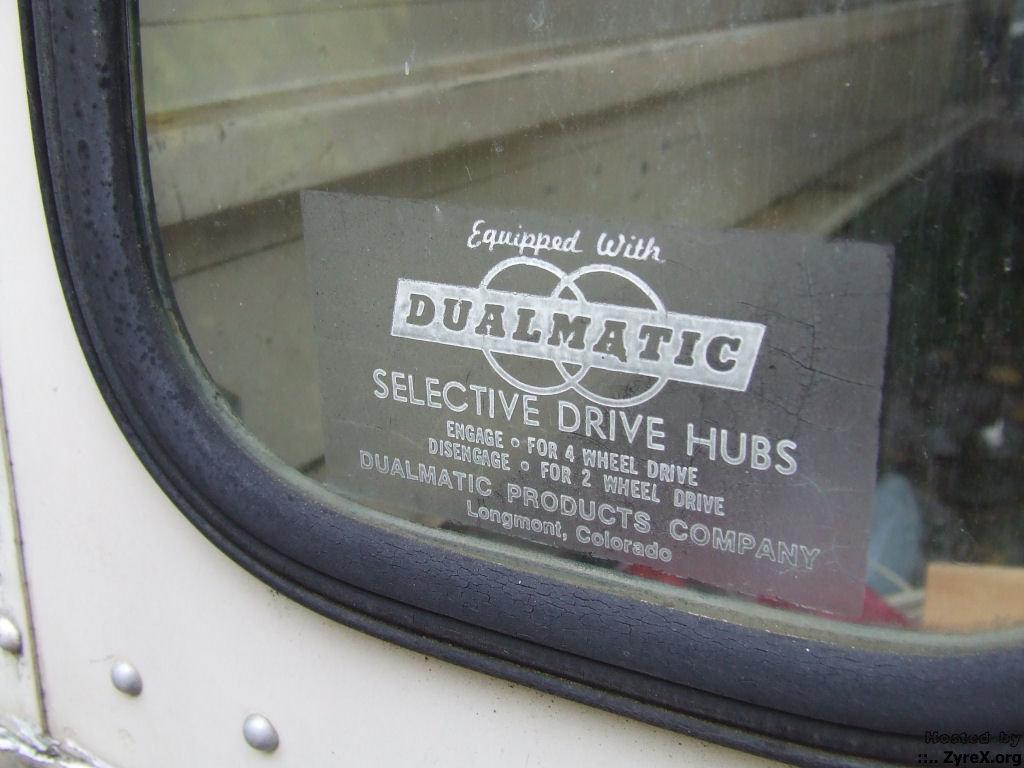 Equipped With
DUALMATIC
SELECTIVE DRIVE HUBS
ENGAGE • FOR 4 WHEEL DRIVE
DISENGAGE • FOR 2 WHEEL DRIVE
DUALMATIC PRODUCTS COMPANY
Longmont, Colorado
Hosted by
::.. ZyreX.org